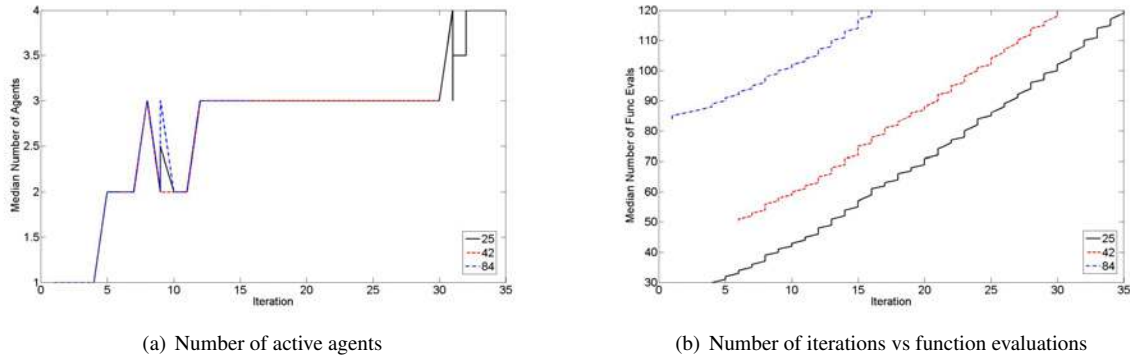 4
3.5
3
2.5
2
1.5
1
Median Number of Agents
0 5 10 15 20 25 30 35
Iteration
25
42
84
(a) Number of active agents
120
110
100
90
80
70
60
50
40
30
Median Number of Func Evals
0 5 10 15 20 25 30 35
Iteration
25
42
84
(b) Number of iterations vs function evaluations